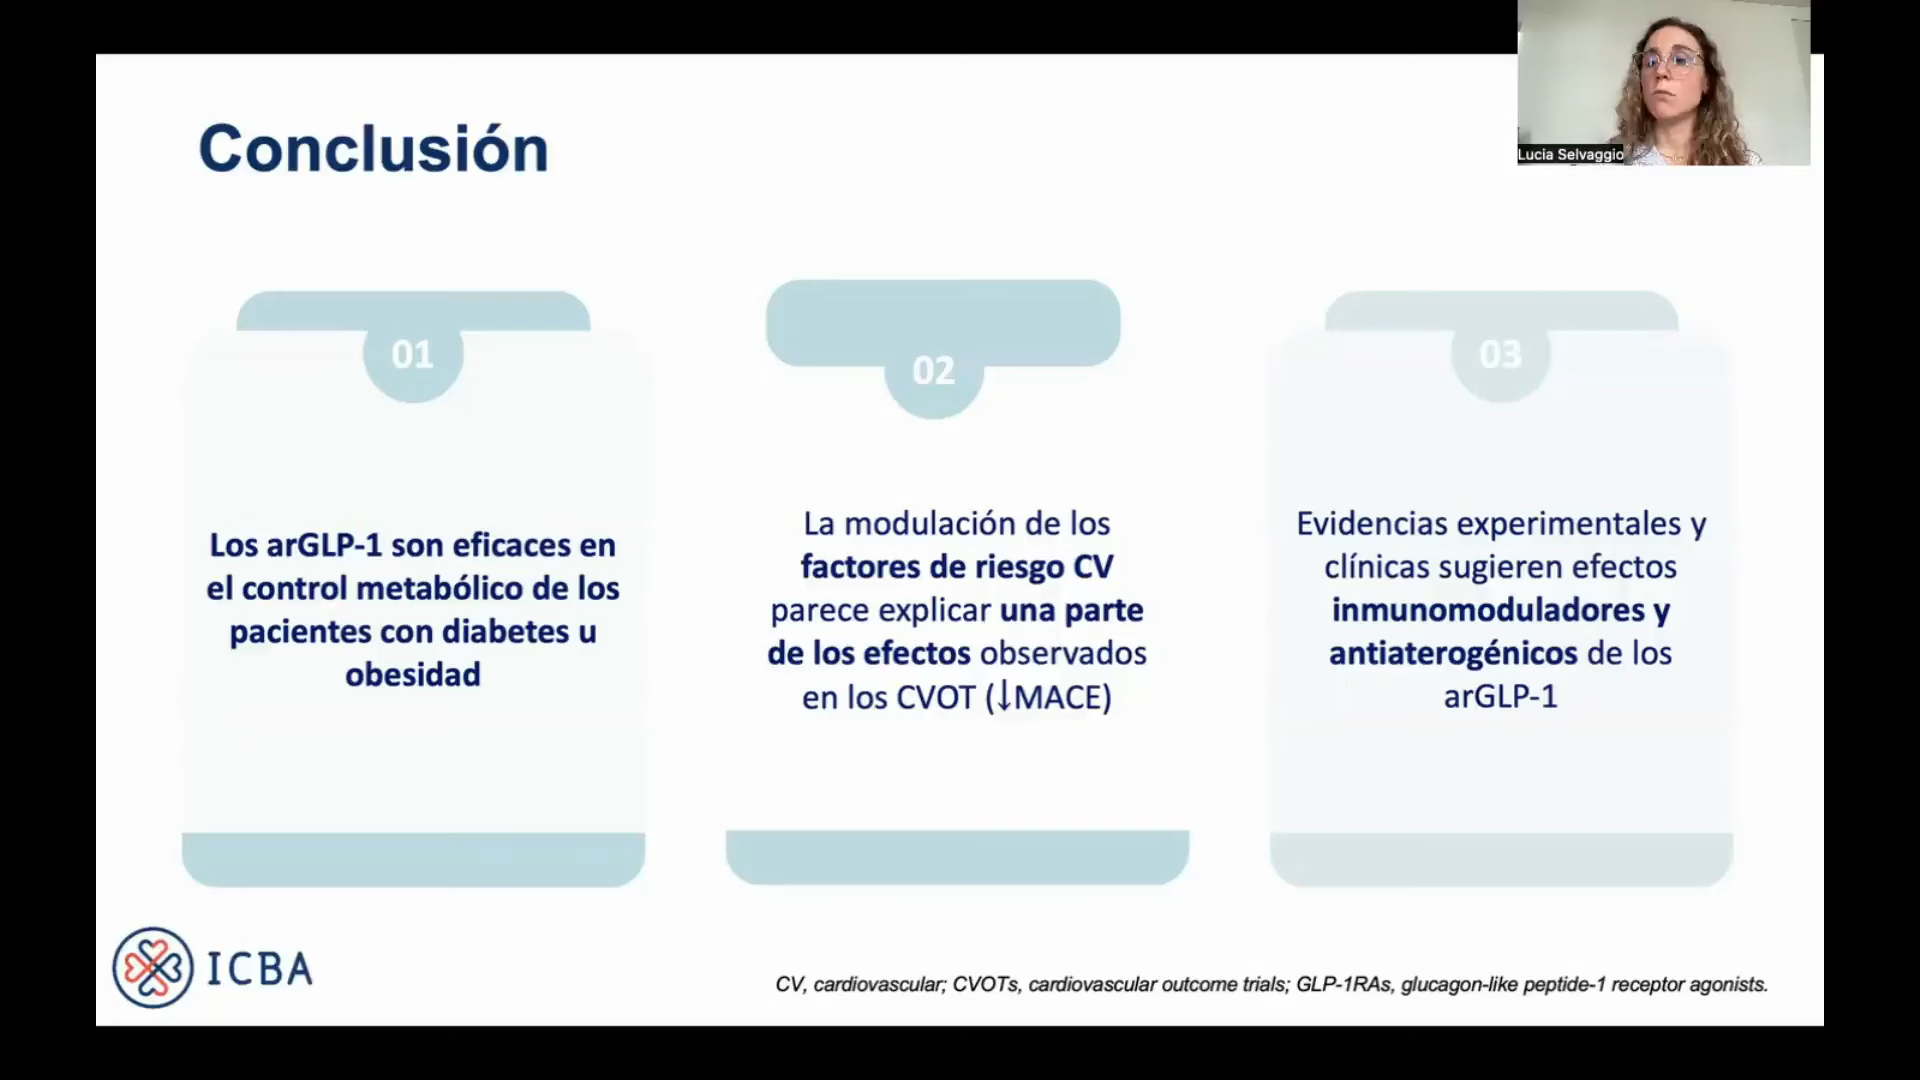 Conclusión
Lucia Selvaggio
01
Los arGLP-1 son eficaces en
el control metabólico de los
pacientes con diabetes u
obesidad
02
La modulación de los
factores de riesgo CV
parece explicar una parte
de los efectos observados
en los CVOT (↓MACE)
03
Evidencias experimentales y
clínicas sugieren efectos
inmunomoduladores y
antiaterogénicos de los
arGLP-1
ICBA
CV, cardiovascular; CVOTs, cardiovascular outcome trials; GLP-1RAs, glucagon-like peptide-1 receptor agonists.